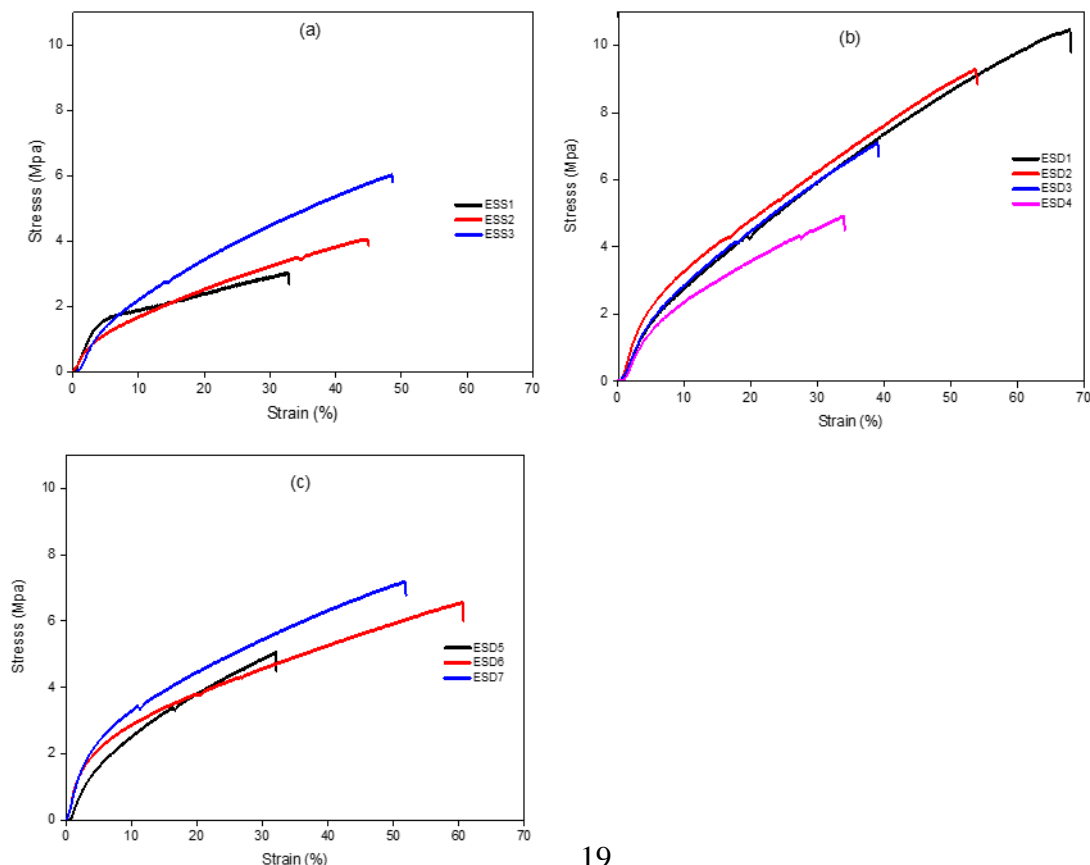 (a)
Stresss (Mpa)
10
8
6
4
2
0
ESS1
ESS2
ESS3
0 10 20 30 40 50 60 70
Strain (%)
(b)
Stresss (Mpa)
10
8
6
4
2
0
ESD1
ESD2
ESD3
ESD4
0 10 20 30 40 50 60 70
Strain (%)
(c)
Stresss (Mpa)
10
8
6
4
2
0
ESD5
ESD6
ESD7
0 10 20 30 40 50 60 70
Strain (%)
19